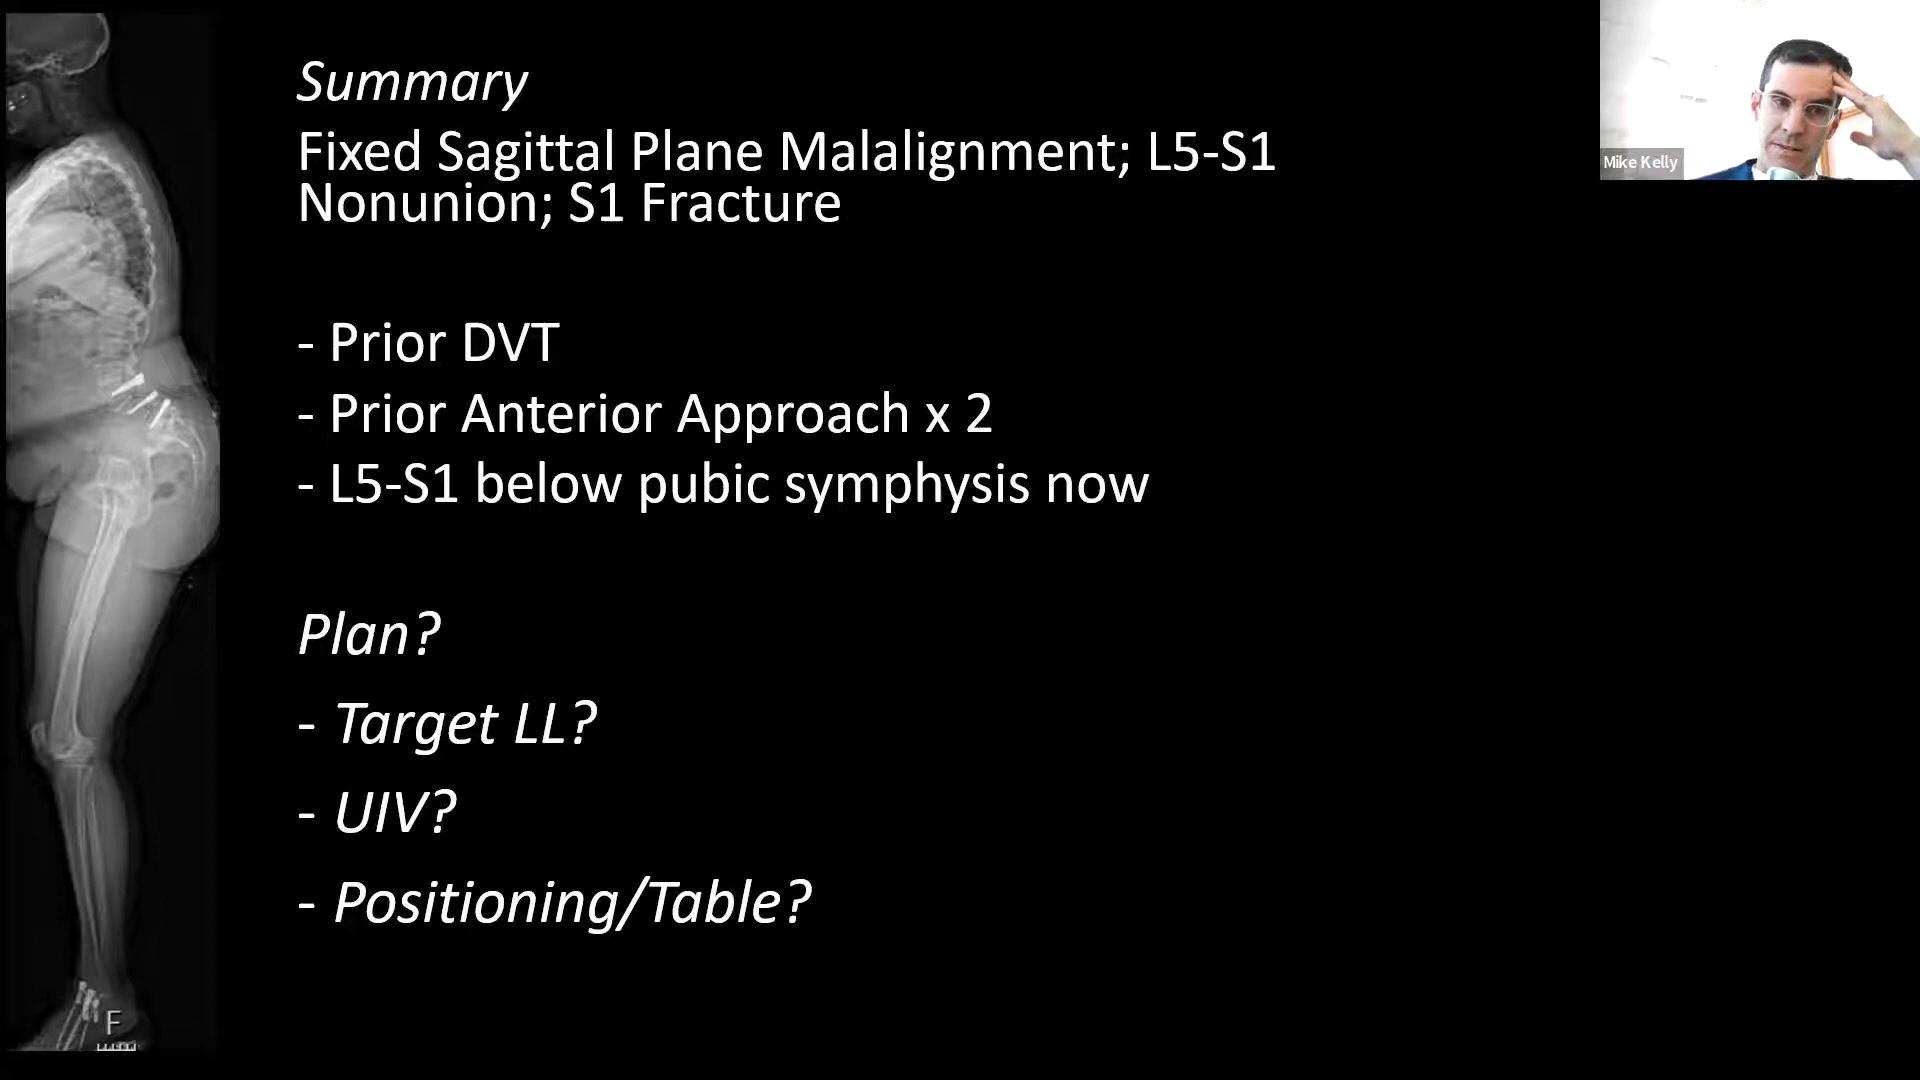 Summary
Fixed Sagittal Plane Malalignment; L5-S1
Nonunion; S1 Fracture
- Prior DVT
- Prior Anterior Approach x 2
- L5-S1 below pubic symphysis now
Plan?
- Target LL?
- UIV?
- Positioning/Table?
Mike Kelly
F